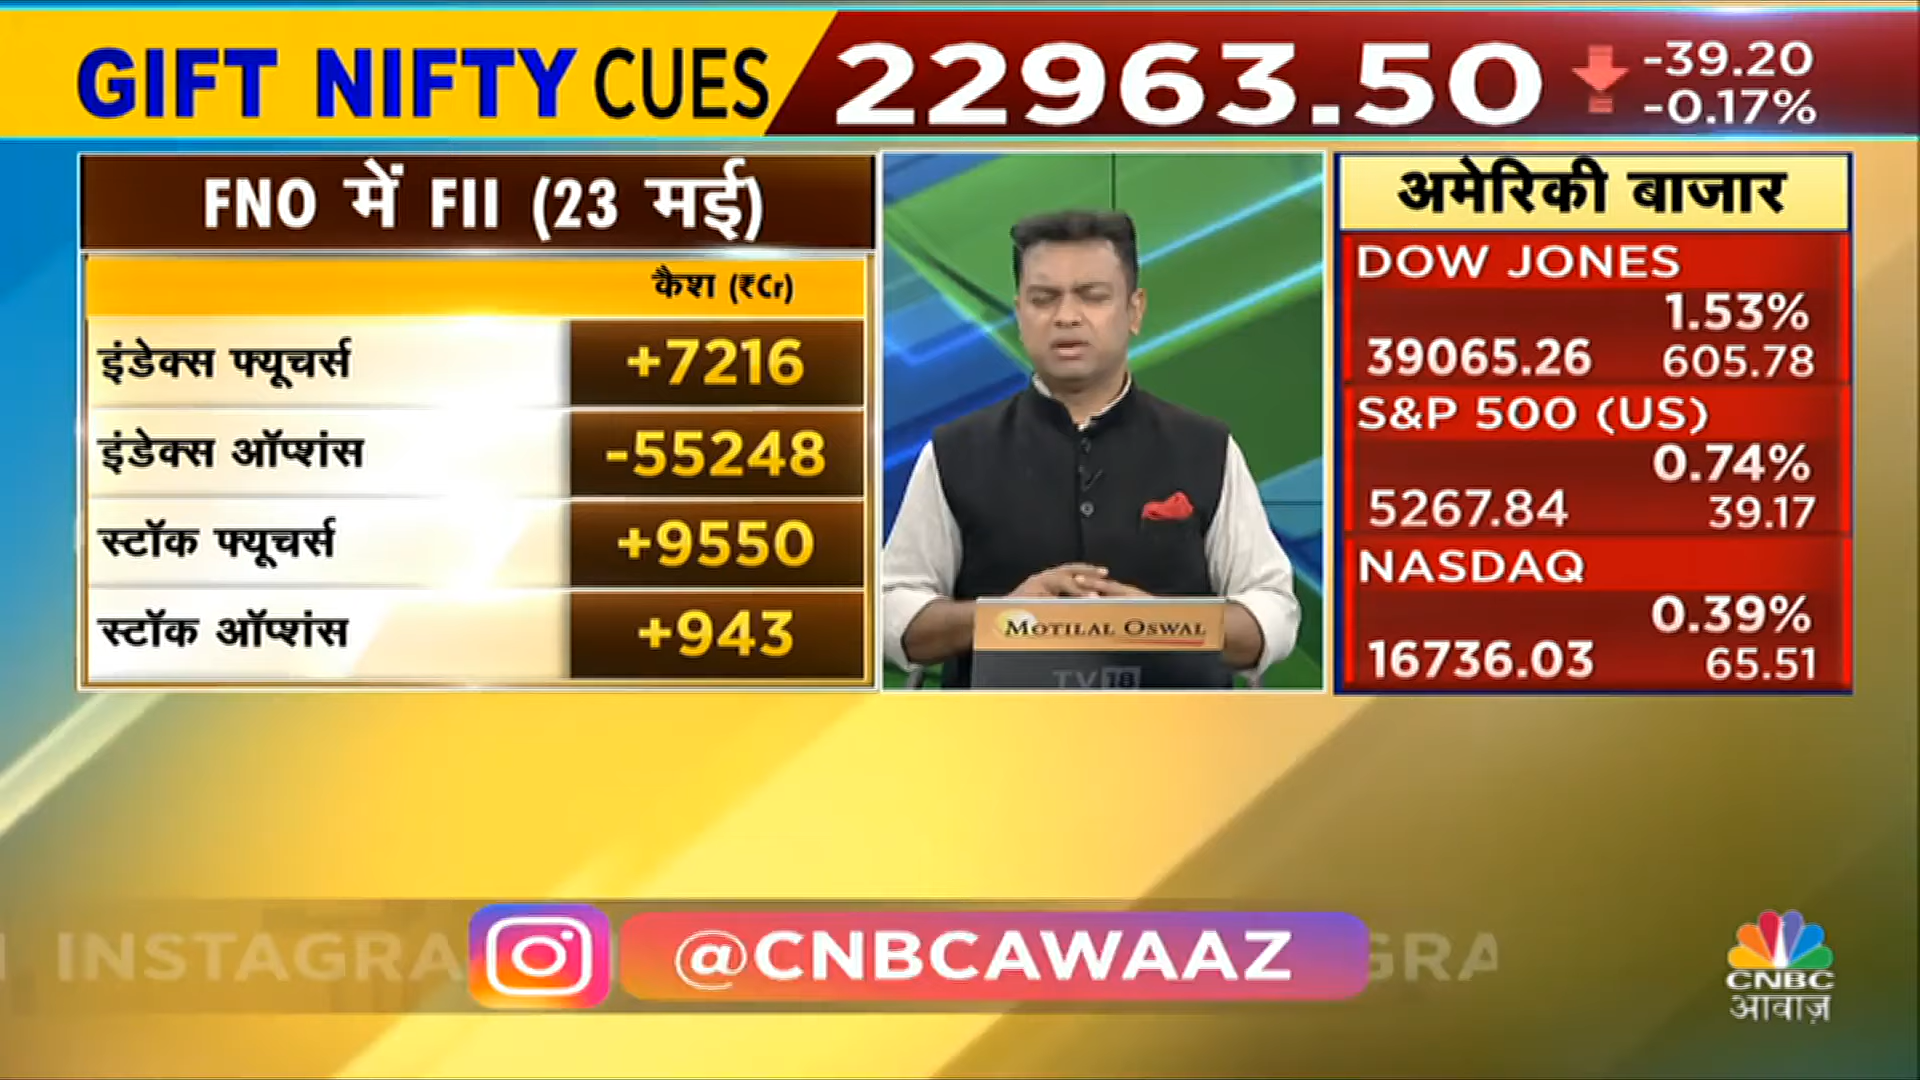 GIFT NIFTY CUES
22963.50
-39.20
-0.17%
FNO में FII (23 मई)
कैश (₹Cr)
इंडेक्स फ्यूचर्स +7216
इंडेक्स ऑप्शंस -55248
स्टॉक फ्यूचर्स +9550
स्टॉक ऑप्शंस +943
MOTILAL OSWAL
TV18
अमेरिकी बाजार
DOW JONES
1.53%
39065.26 605.78
S&P 500 (US)
0.74%
5267.84 39.17
NASDAQ
0.39%
16736.03 65.51
INSTAGRA
@CNBCAWAAZ
GRA
CNBC
आवाज़